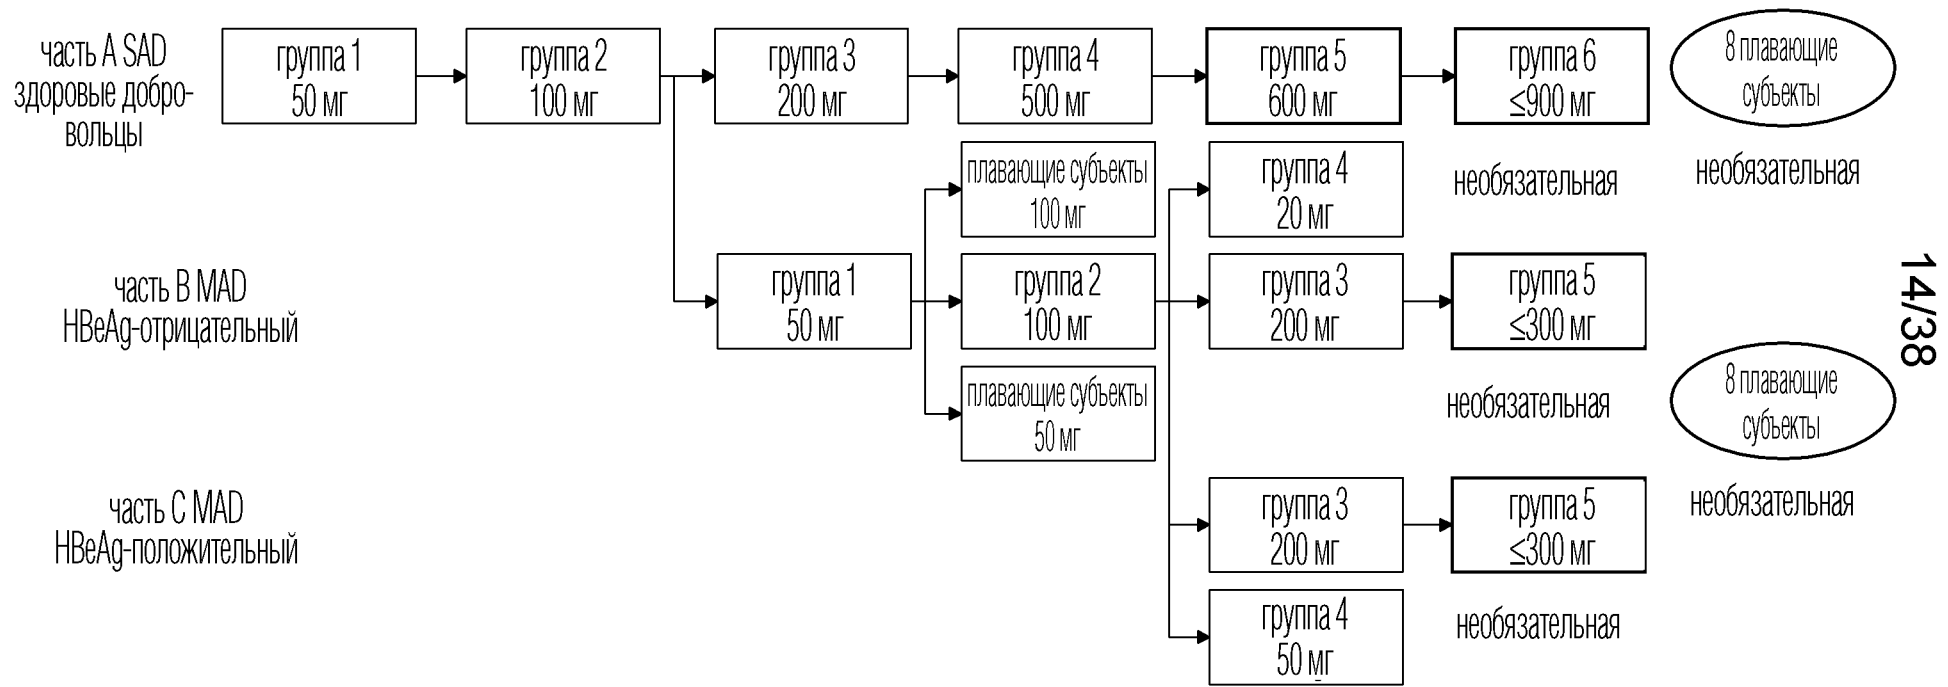 часть A SAD
здоровые добро-
вольцы
группа 1
50 мг
группа 2
100 мг
группа 3
200 мг
группа 4
500 мг
группа 5
600 мг
группа 6
≤900 мг
необязательная
8 плавающие
субъекты
необязательная
часть B MAD
HBeAg-отрицательный
группа 1
50 мг
плавающие субъекты
100 мг
группа 2
100 мг
плавающие субъекты
50 мг
группа 4
20 мг
группа 3
200 мг
группа 5
≤300 мг
необязательная
8 плавающие
субъекты
необязательная
часть C MAD
HBeAg-положительный
группа 3
200 мг
группа 5
≤300 мг
необязательная
группа 4
50 мг
14/38